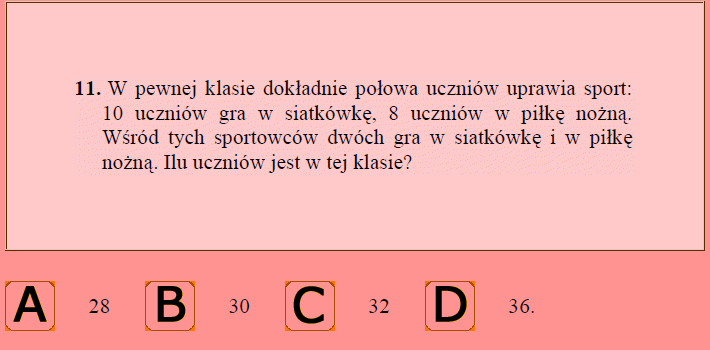 11. W pewnej klasie dokładnie połowa uczniów uprawia sport:
10 uczniów gra w siatkówkę, 8 uczniów w piłkę nożną.
Wśród tych sportowców dwóch gra w siatkówkę i w piłkę
nożną. Ilu uczniów jest w tej klasie?
A 28 B 30 C 32 D 36.